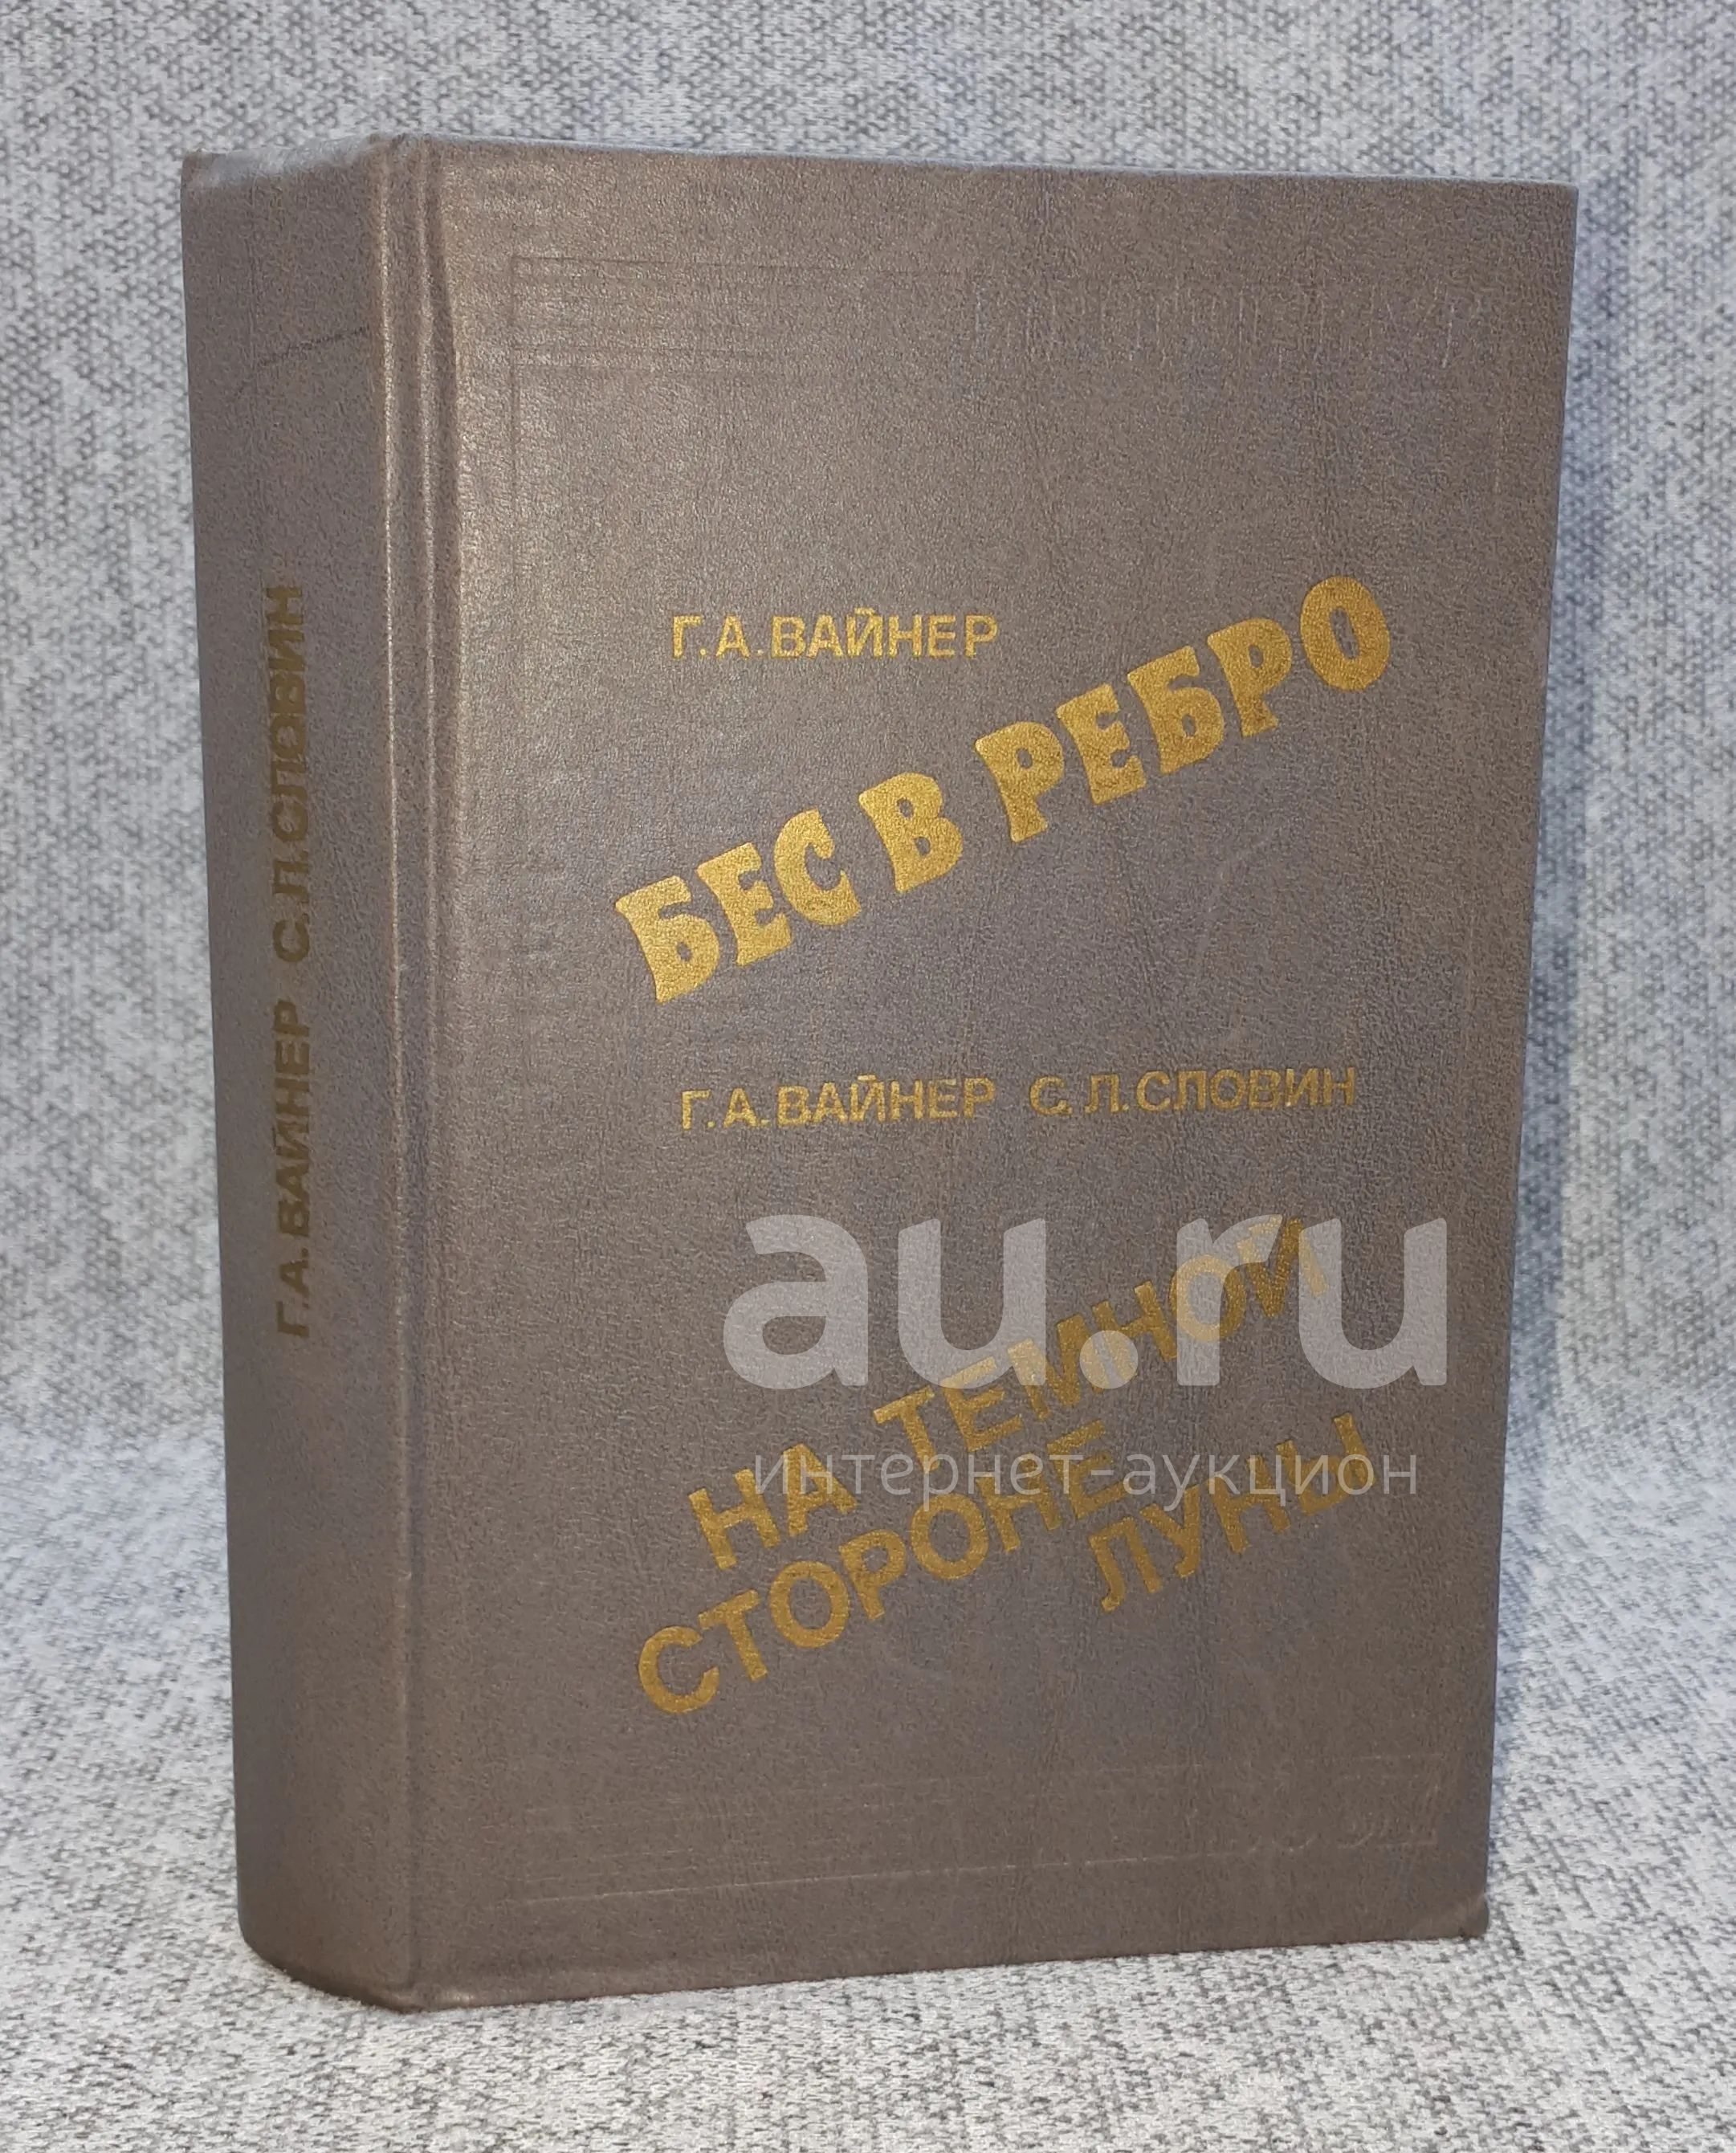 Г.А.ВАЙНЕР С.Л.СЛОВИН
Г.А.ВАЙНЕР
БЕС В РЕБРО
Г.А.ВАЙНЕР С.Л.СЛОВИН
НА ТЕМНОЙ
СТОРОНЕ
ЛУНЫ
au.ru
интернет-аукцион